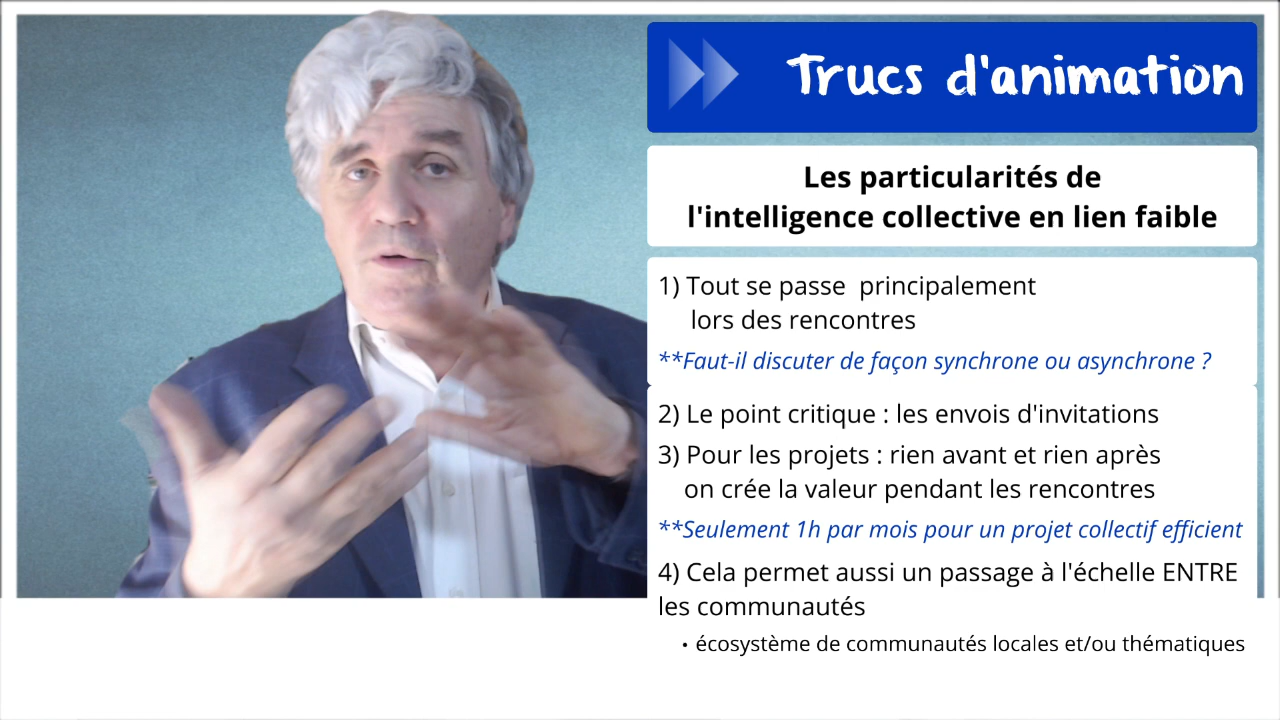 Trucs d'animation
Les particularités de
l'intelligence collective en lien faible
1) Tout se passe  principalement
lors des rencontres
**Faut-il discuter de façon synchrone ou asynchrone ?
2) Le point critique : les envois d'invitations
3) Pour les projets : rien avant et rien après
on crée la valeur pendant les rencontres
**Seulement 1h par mois pour un projet collectif efficient
4) Cela permet aussi un passage à l'échelle ENTRE
les communautés
• écosystème de communautés locales et/ou thématiques